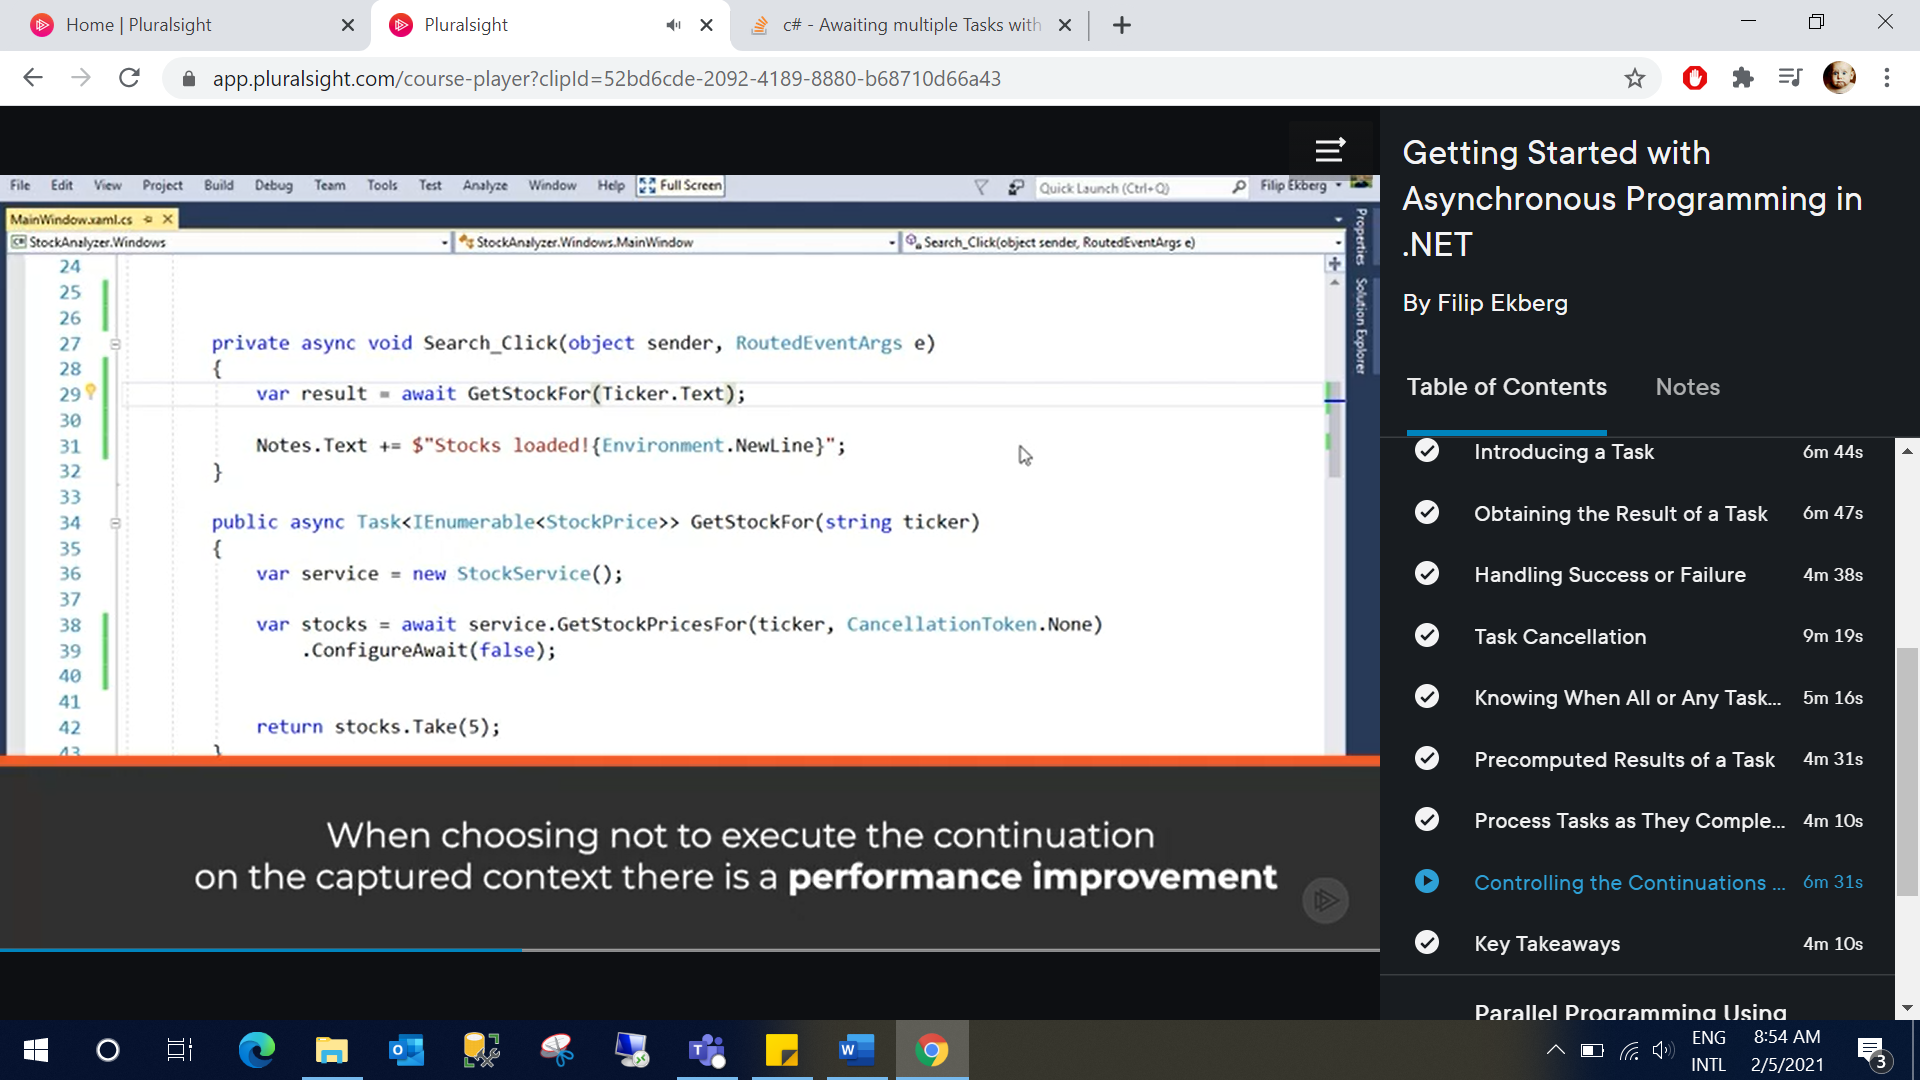 Home | Pluralsight
Pluralsight
c# - Awaiting multiple Tasks with
app.pluralsight.com/course-player?clipId=52bd6cde-2092-4189-8880-b68710d66a43
File Edit View Project Build Debug Team Tools Test Analyze Window Help Full Screen
Quick Launch (Ctrl+Q)
Filip Ekberg
MainWindow.xaml.cs
StockAnalyzer.Windows
StockAnalyzer.Windows.MainWindow
Search_Click(object sender, RoutedEventArgs e)
Properties
Solution Explorer
24
25
26
27 private async void Search_Click(object sender, RoutedEventArgs e)
28 {
29 var result = await GetStockFor(Ticker.Text);
30
31 Notes.Text += $"Stocks loaded!{Environment.NewLine}";
32 }
33
34 public async Task<IEnumerable<StockPrice>> GetStockFor(string ticker)
35 {
36 var service = new StockService();
37
38 var stocks = await service.GetStockPricesFor(ticker, CancellationToken.None)
39 .ConfigureAwait(false);
40
41
42 return stocks.Take(5);
43 }
When choosing not to execute the continuation
on the captured context there is a performance improvement
Getting Started with
Asynchronous Programming in
.NET
By Filip Ekberg
Table of Contents
Notes
Introducing a Task 6m 44s
Obtaining the Result of a Task 6m 47s
Handling Success or Failure 4m 38s
Task Cancellation 9m 19s
Knowing When All or Any Task... 5m 16s
Precomputed Results of a Task 4m 31s
Process Tasks as They Comple... 4m 10s
Controlling the Continuations ... 6m 31s
Key Takeaways 4m 10s
Parallel Programming Using
ENG
INTL
8:54 AM
2/5/2021
3